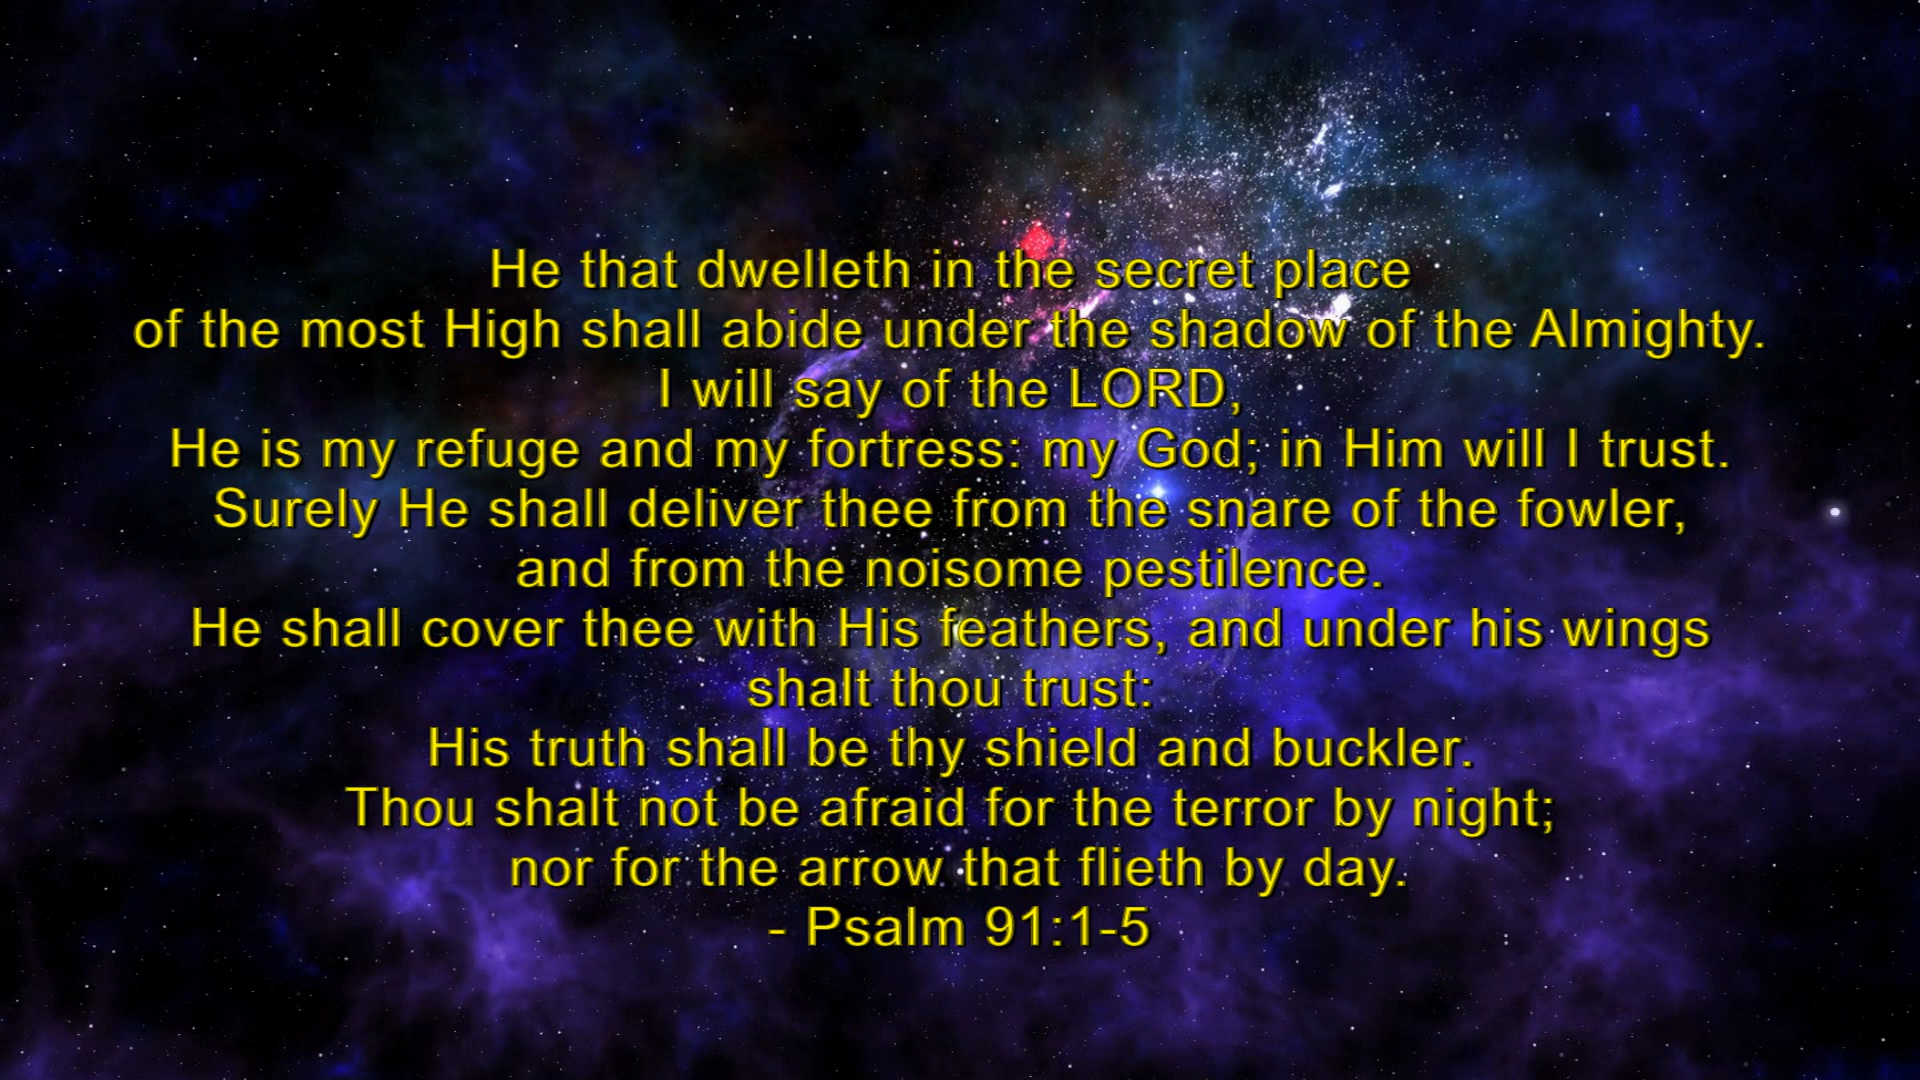 He that dwelleth in the secret place
of the most High shall abide under the shadow of the Almighty.
I will say of the LORD,
He is my refuge and my fortress: my God; in Him will I trust.
Surely He shall deliver thee from the snare of the fowler,
and from the noisome pestilence.
He shall cover thee with His feathers, and under his wings
shalt thou trust:
His truth shall be thy shield and buckler.
Thou shalt not be afraid for the terror by night;
nor for the arrow that flieth by day.
- Psalm 91:1-5